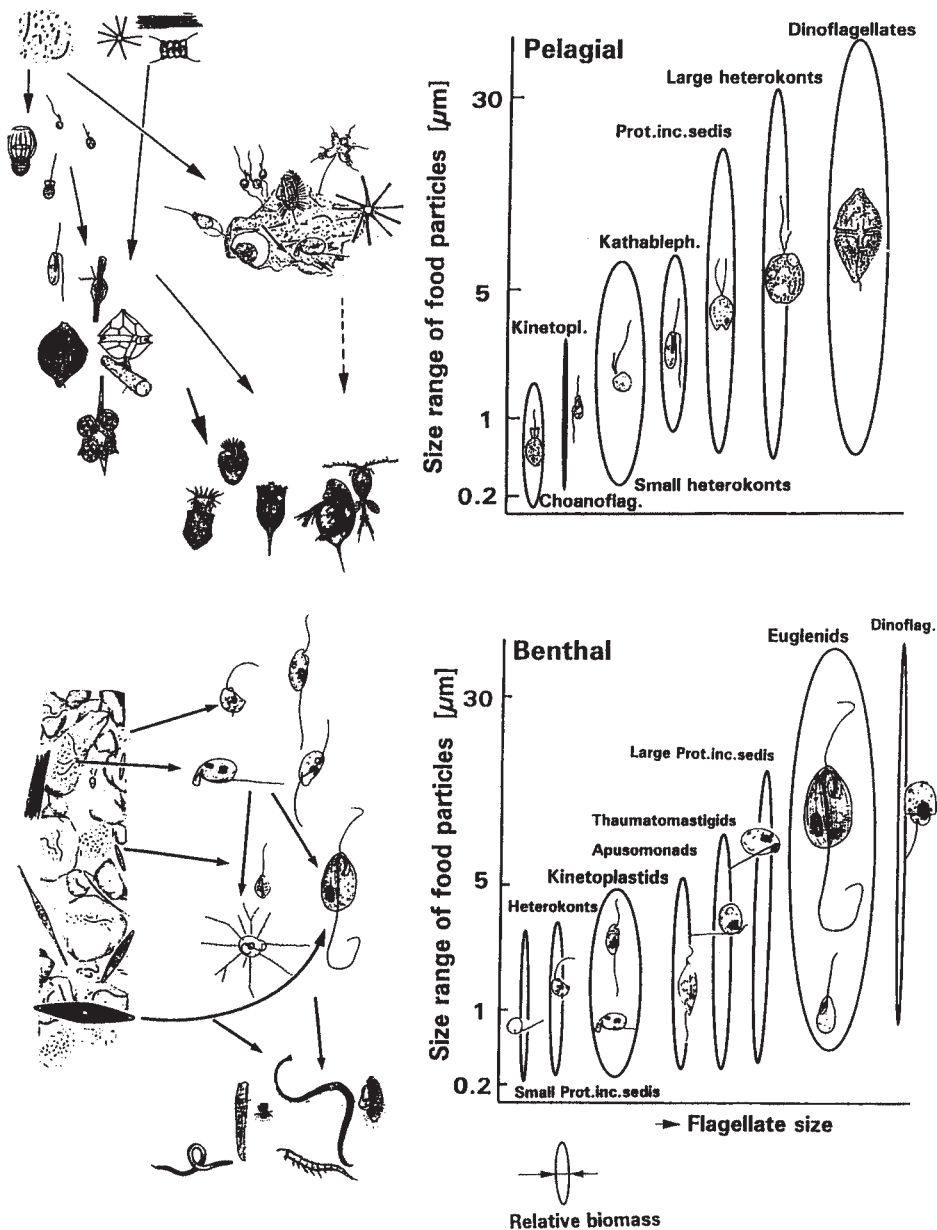 Pelagial
Size range of food particles [μm]
30
5
1
0.2
Dinoflagellates
Large heterokonts
Prot.inc.sedis
Kathableph.
Kinetopl.
Small heterokonts
Choanoflag.
Benthal
Size range of food particles [μm]
30
5
1
0.2
Dinoflag.
Euglenids
Large Prot.inc.sedis
Thaumatomastigids
Apusomonads
Kinetoplastids
Heterokonts
Small Prot.inc.sedis
Flagellate size
Relative biomass